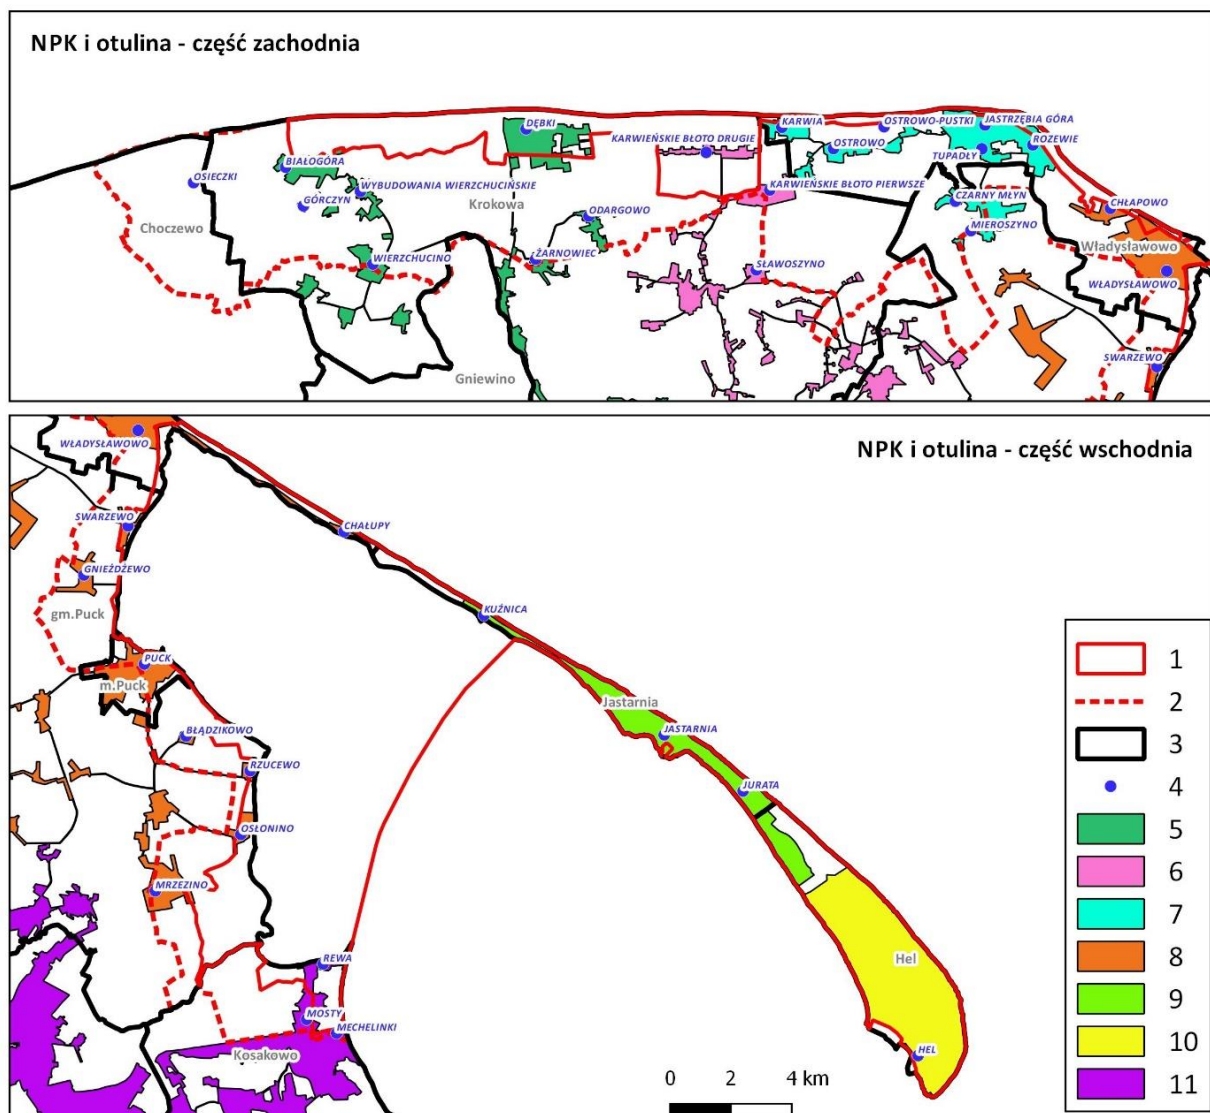 NPK i otulina - część zachodnia
DĘBKI
KARWIA
OSTROWO-PUSTKI
JASTRZĘBIA GÓRA
KARWIEŃSKIE BŁOTO DRUGIE
ROZEWIE
OSTROWO
TUPADŁY
BIAŁOGÓRA
OSIECZKI
WYBUDOWANIA WIERZCHUCIŃSKIE
KARWIEŃSKIE BŁOTO PIERWSZE
GÓRCZYN
Krokowa
CZARNY MŁYN
CHŁAPOWO
ODARGOWO
Choczewo
MIEROSZYNO
Władysławowo
WIERZCHUCINO
ŻARNOWIEC
SŁAWOSZYNO
WŁADYSŁAWOWO
SWARZEWO
Gniewino
WŁADYSŁAWOWO
NPK i otulina - część wschodnia
SWARZEWO
CHAŁUPY
GNIEŻDŻEWO
gm.Puck
KUŹNICA
PUCK
m.Puck
Jastarnia
BŁĄDZIKOWO
JASTARNIA
RZUCEWO
JURATA
OSŁONINO
MRZEZINO
REWA
Hel
MOSTY
MECHELINKI
Kosakowo
HEL
0 2 4 km
1
2
3
4
5
6
7
8
9
10
11